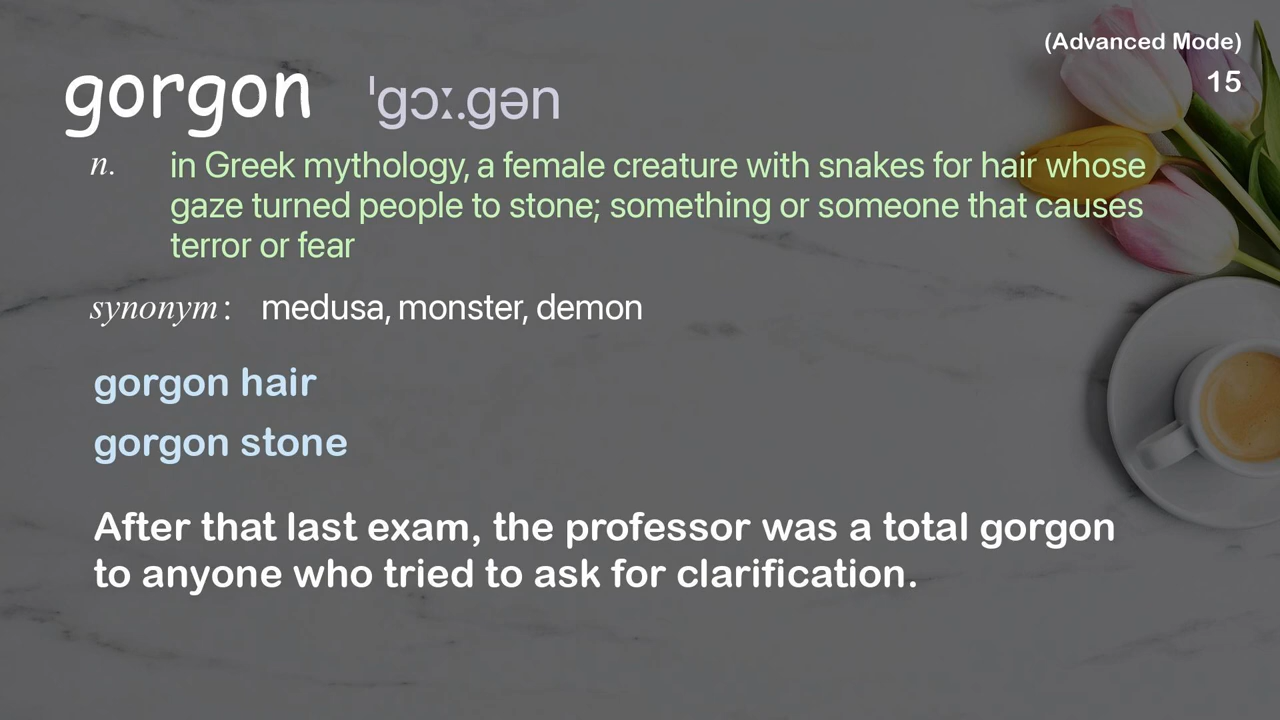 (Advanced Mode)
15
gorgon ˈɡɔː.ɡən
n. in Greek mythology, a female creature with snakes for hair whose
gaze turned people to stone; something or someone that causes
terror or fear
synonym: medusa, monster, demon
gorgon hair
gorgon stone
After that last exam, the professor was a total gorgon
to anyone who tried to ask for clarification.